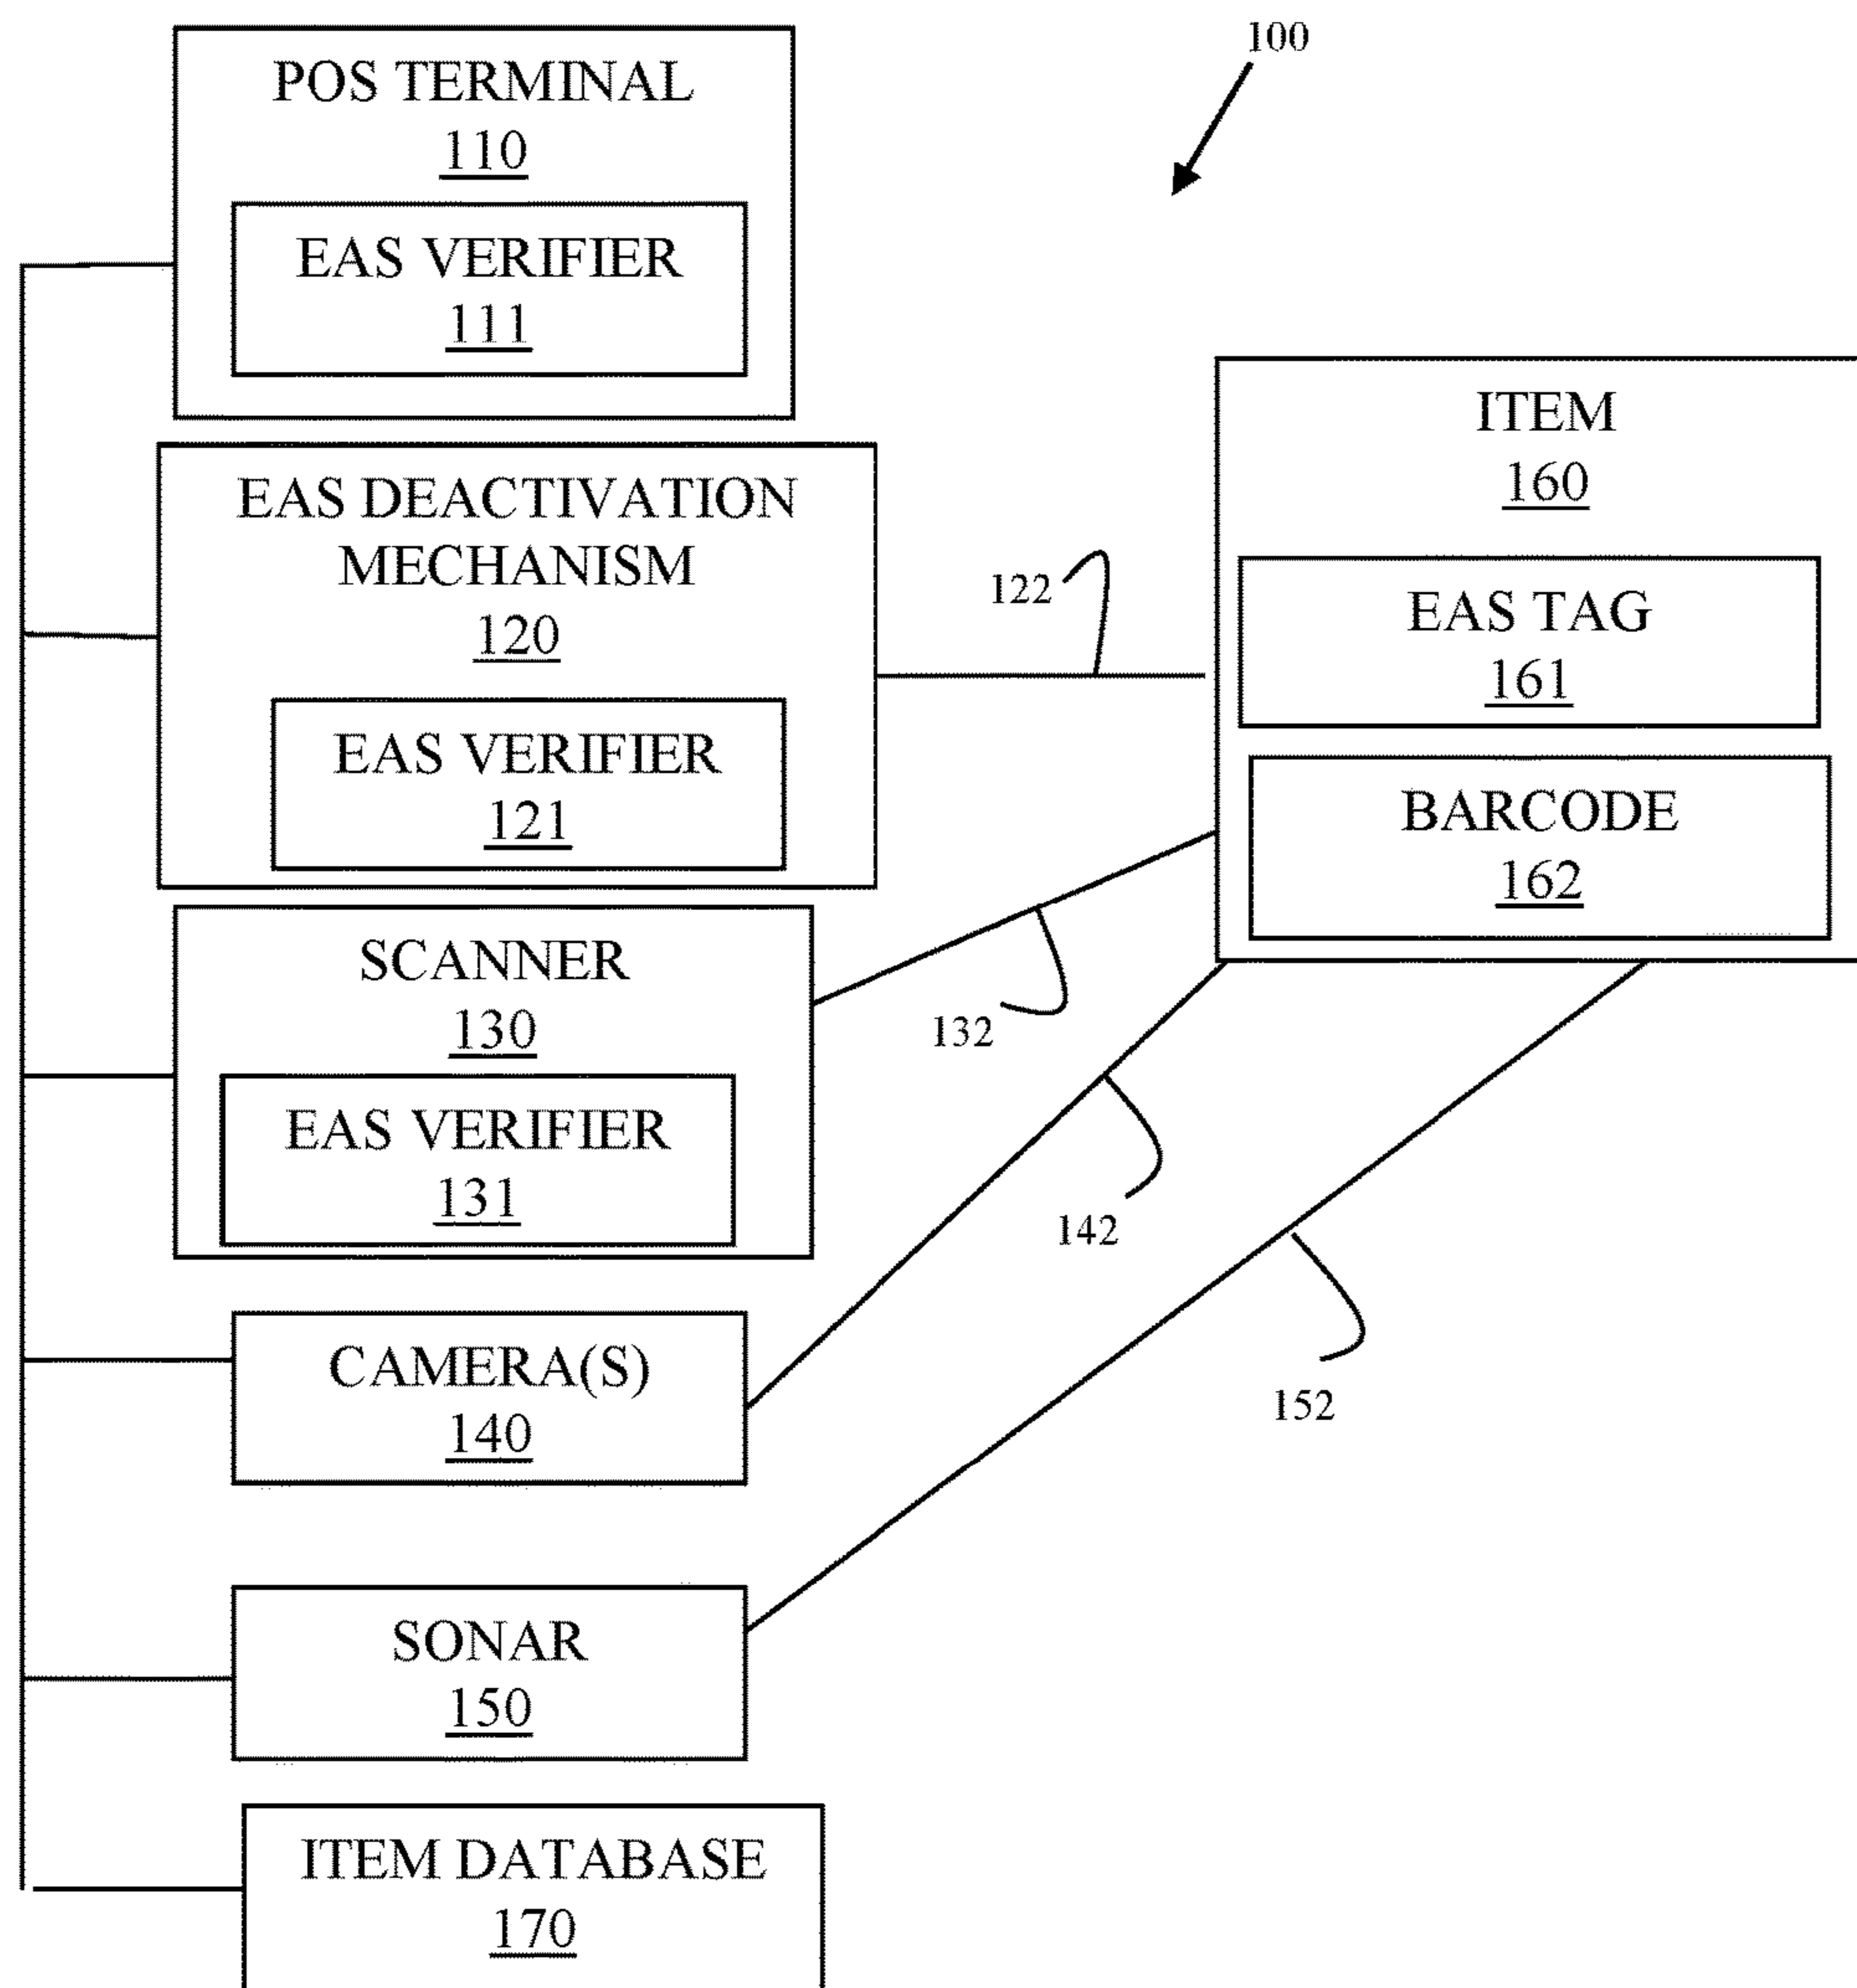 100
POS TERMINAL
110
EAS VERIFIER
111
EAS DEACTIVATION
MECHANISM
120
EAS VERIFIER
121
122
ITEM
160
EAS TAG
161
BARCODE
162
SCANNER
130
EAS VERIFIER
131
132
142
CAMERA(S)
140
152
SONAR
150
ITEM DATABASE
170